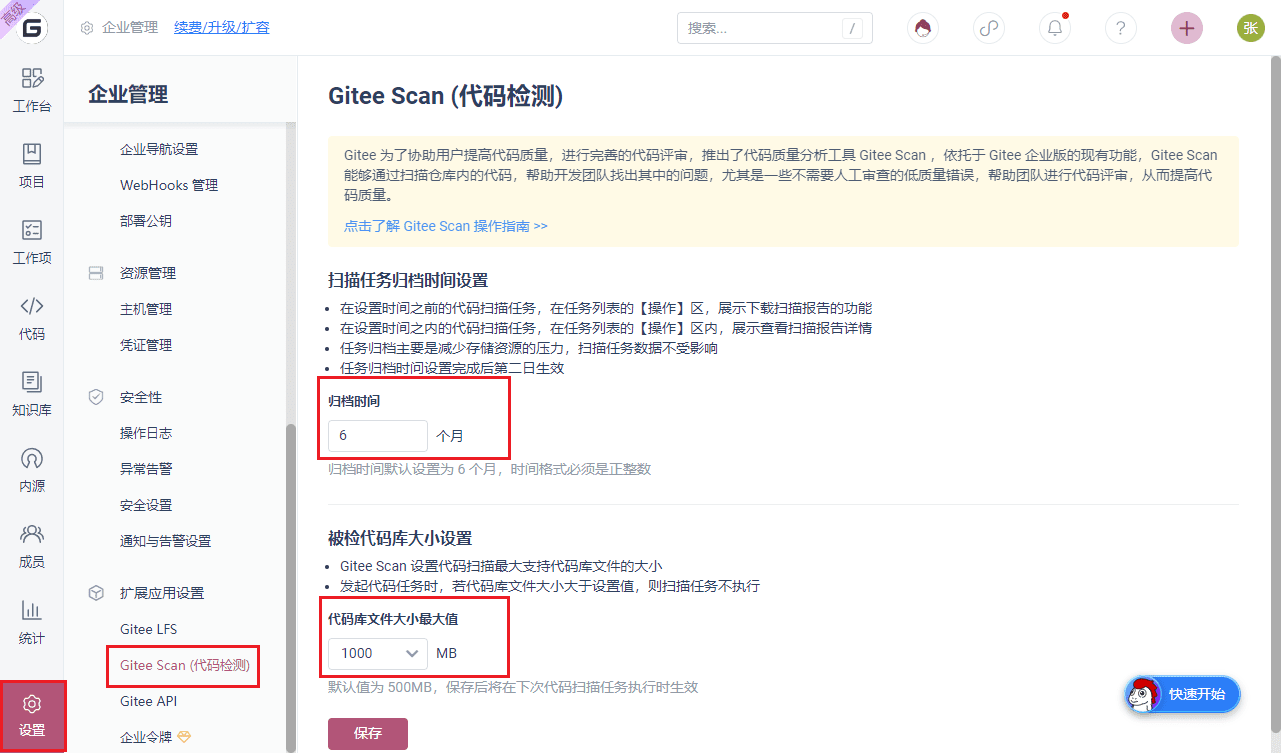 高级
企业管理 续费/升级/扩容
搜索... /
?
张
工作台
项目
工作项
代码
知识库
内源
成员
统计
设置
企业管理
企业导航设置
WebHooks 管理
部署公钥
资源管理
主机管理
凭证管理
安全性
操作日志
异常告警
安全设置
通知与告警设置
扩展应用设置
Gitee LFS
Gitee Scan (代码检测)
Gitee API
企业令牌
Gitee Scan (代码检测)
Gitee 为了协助用户提高代码质量，进行完善的代码评审，推出了代码质量分析工具 Gitee Scan ，依托于 Gitee 企业版的现有功能，Gitee Scan
能够通过扫描仓库内的代码，帮助开发团队找出其中的问题，尤其是一些不需要人工审查的低质量错误，帮助团队进行代码评审，从而提高代
码质量。
点击了解 Gitee Scan 操作指南 >>
扫描任务归档时间设置
• 在设置时间之前的代码扫描任务，在任务列表的【操作】区，展示下载扫描报告的功能
• 在设置时间之内的代码扫描任务，在任务列表的【操作】区内，展示查看扫描报告详情
• 任务归档主要是减少存储资源的压力，扫描任务数据不受影响
• 任务归档时间设置完成后第二日生效
归档时间
6 个月
归档时间默认设置为 6 个月，时间格式必须是正整数
被检代码库大小设置
• Gitee Scan 设置代码扫描最大支持代码库文件的大小
• 发起代码任务时，若代码库文件大小大于设置值，则扫描任务不执行
代码库文件大小最大值
1000 MB
默认值为 500MB，保存后将在下次代码扫描任务执行时生效
保存
快速开始